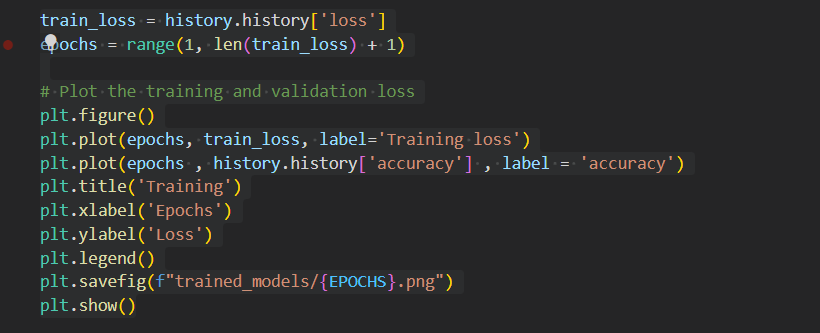 train_loss = history.history['loss']
epochs = range(1, len(train_loss) + 1)
# Plot the training and validation loss
plt.figure()
plt.plot(epochs, train_loss, label='Training loss')
plt.plot(epochs , history.history['accuracy'] , label = 'accuracy')
plt.title('Training')
plt.xlabel('Epochs')
plt.ylabel('Loss')
plt.legend()
plt.savefig(f"trained_models/{EPOCHS}.png")
plt.show()